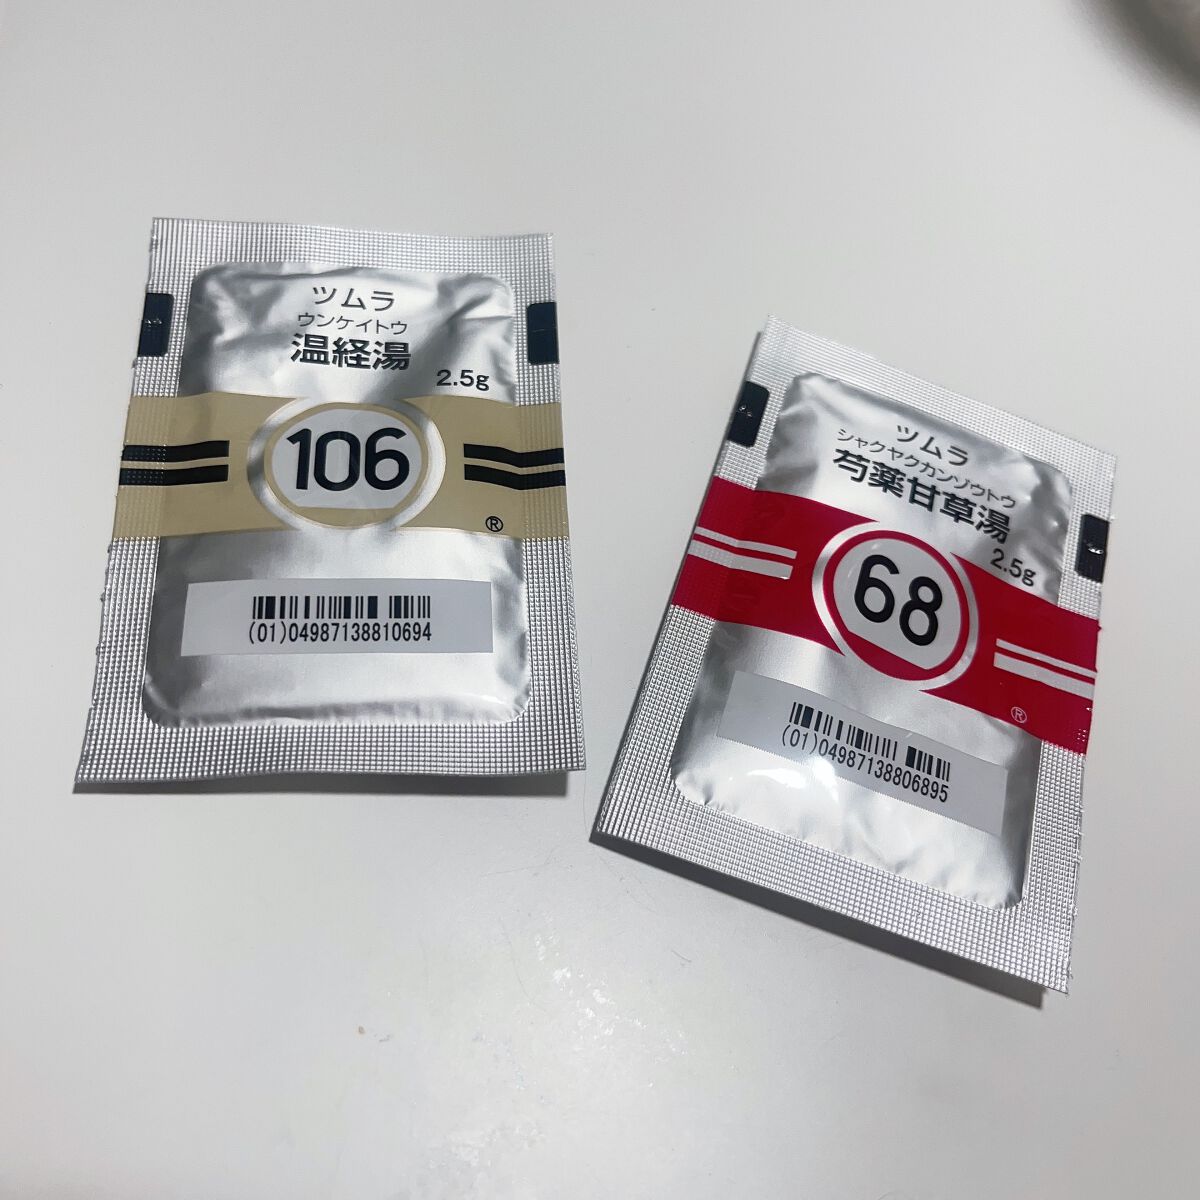 ツムラ
ウンケイトウ
温経湯
2.5g
106
®
(01)04987138810694
ツムラ
シャクヤクカンゾウトウ
芍薬甘草湯
2.5g
68
®
(01)04987138806895